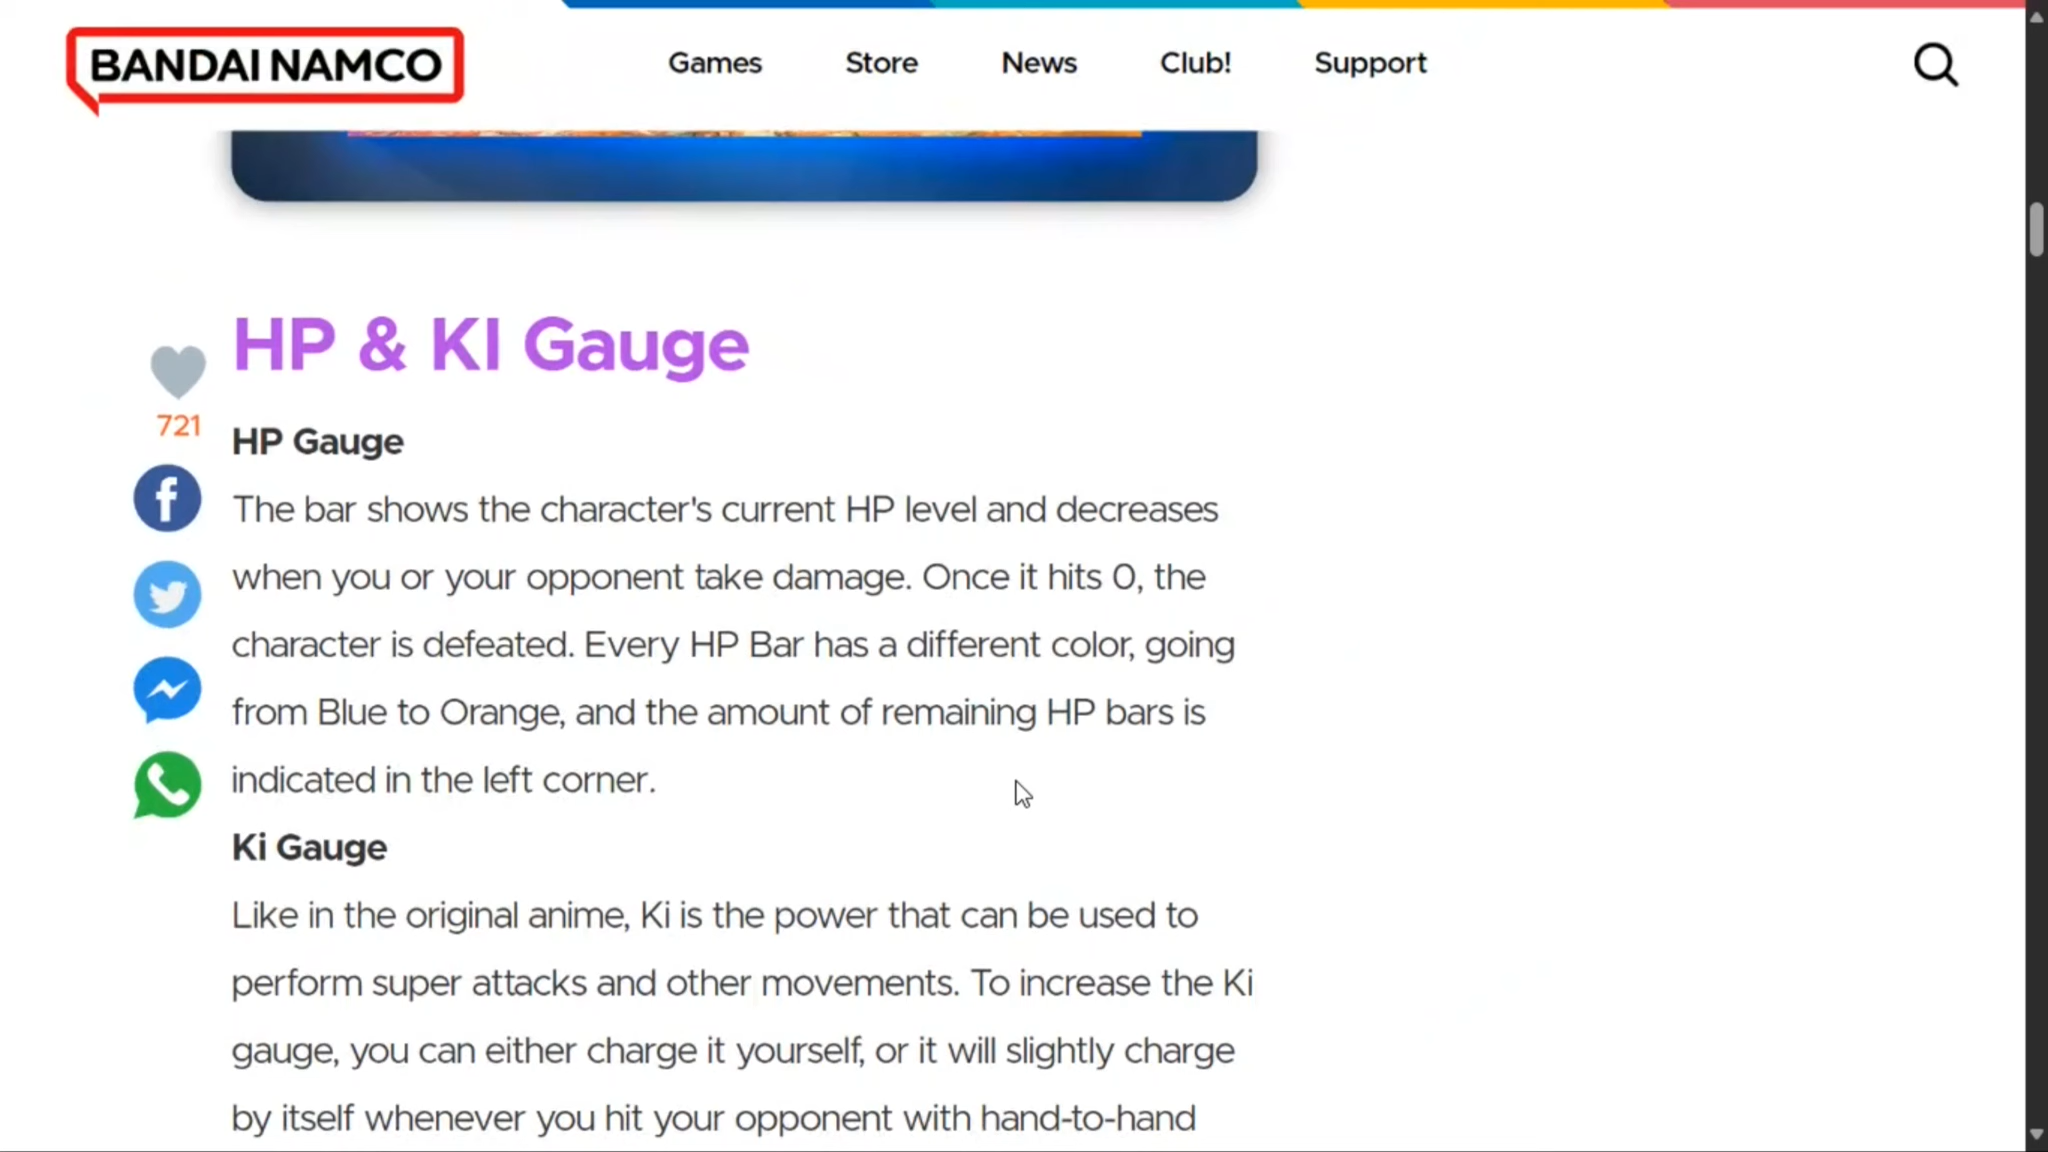 BANDAI NAMCO
Games
Store
News
Club!
Support
HP & KI Gauge
721
HP Gauge
The bar shows the character's current HP level and decreases
when you or your opponent take damage. Once it hits 0, the
character is defeated. Every HP Bar has a different color, going
from Blue to Orange, and the amount of remaining HP bars is
indicated in the left corner.
Ki Gauge
Like in the original anime, Ki is the power that can be used to
perform super attacks and other movements. To increase the Ki
gauge, you can either charge it yourself, or it will slightly charge
by itself whenever you hit your opponent with hand-to-hand